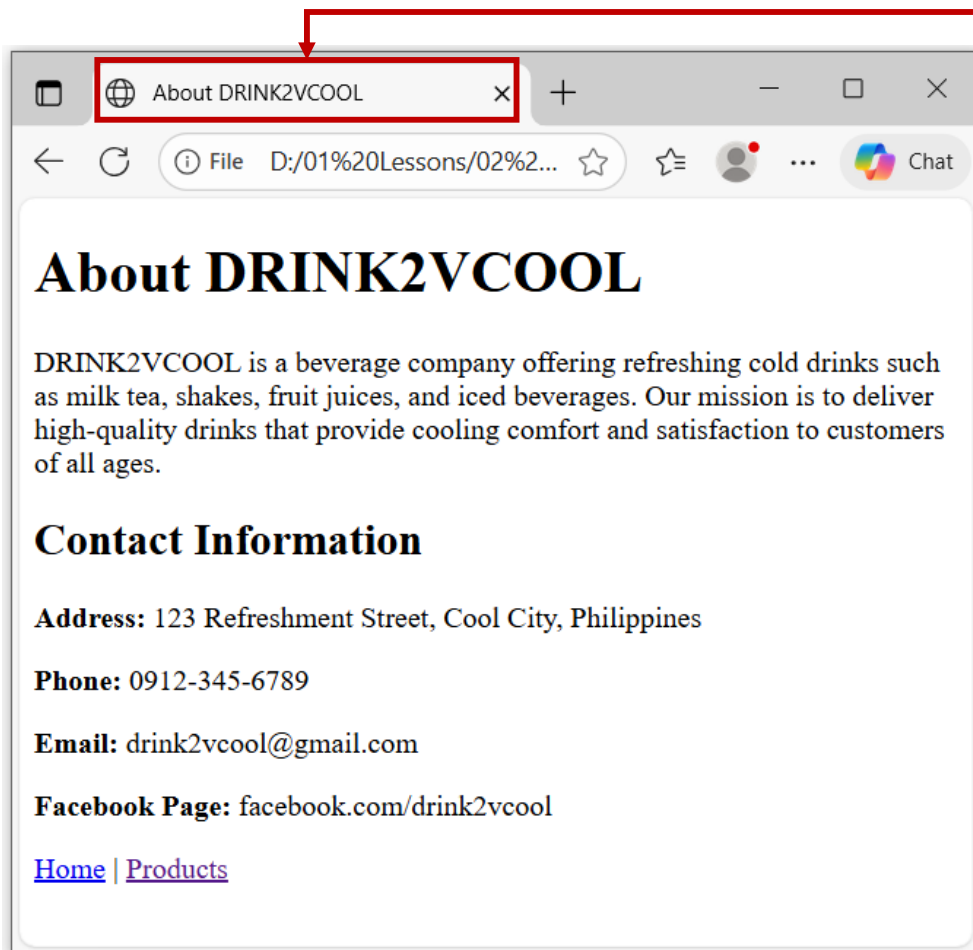 About DRINK2VCOOL
File D:/01%20Lessons/02%2... Chat
About DRINK2VCOOL
DRINK2VCOOL is a beverage company offering refreshing cold drinks such
as milk tea, shakes, fruit juices, and iced beverages. Our mission is to deliver
high-quality drinks that provide cooling comfort and satisfaction to customers
of all ages.
Contact Information
Address: 123 Refreshment Street, Cool City, Philippines
Phone: 0912-345-6789
Email: drink2vcool@gmail.com
Facebook Page: facebook.com/drink2vcool
Home | Products